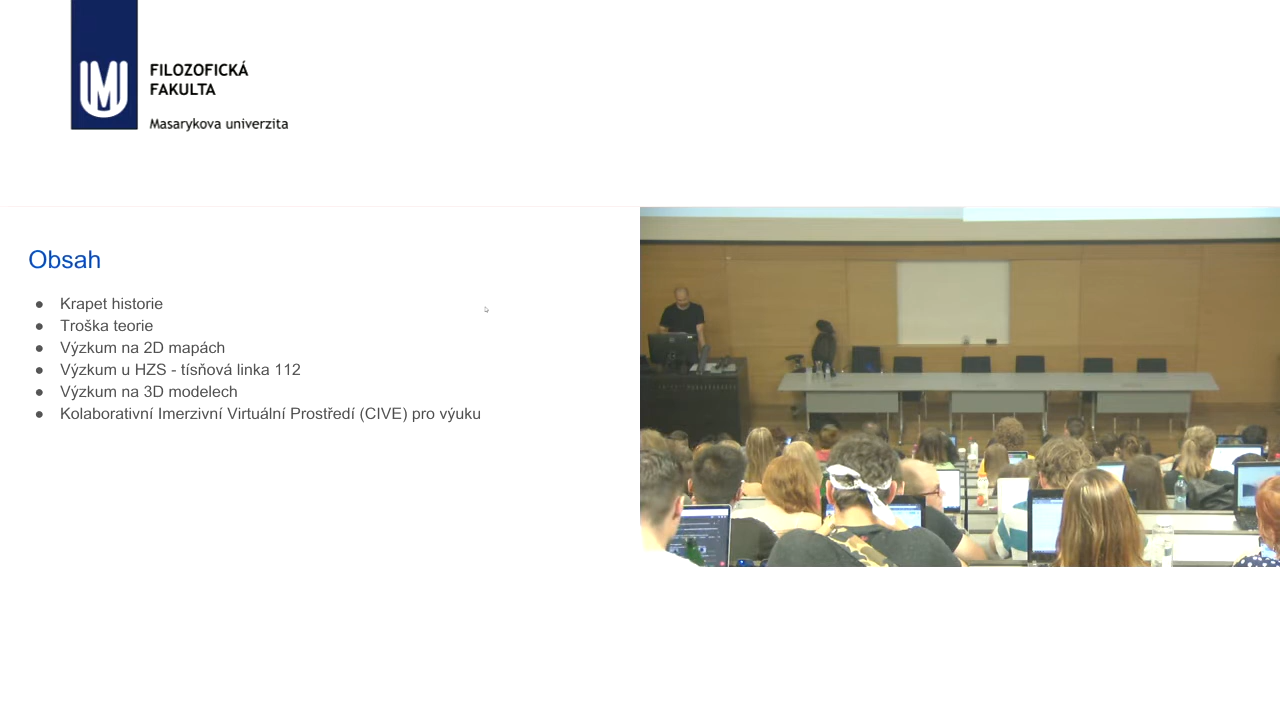 FILOZOFICKÁ
FAKULTA
Masarykova univerzita
Obsah
● Krapet historie
● Troška teorie
● Výzkum na 2D mapách
● Výzkum u HZS - tísňová linka 112
● Výzkum na 3D modelech
● Kolaborativní Imerzivní Virtuální Prostředí (CIVE) pro výuku